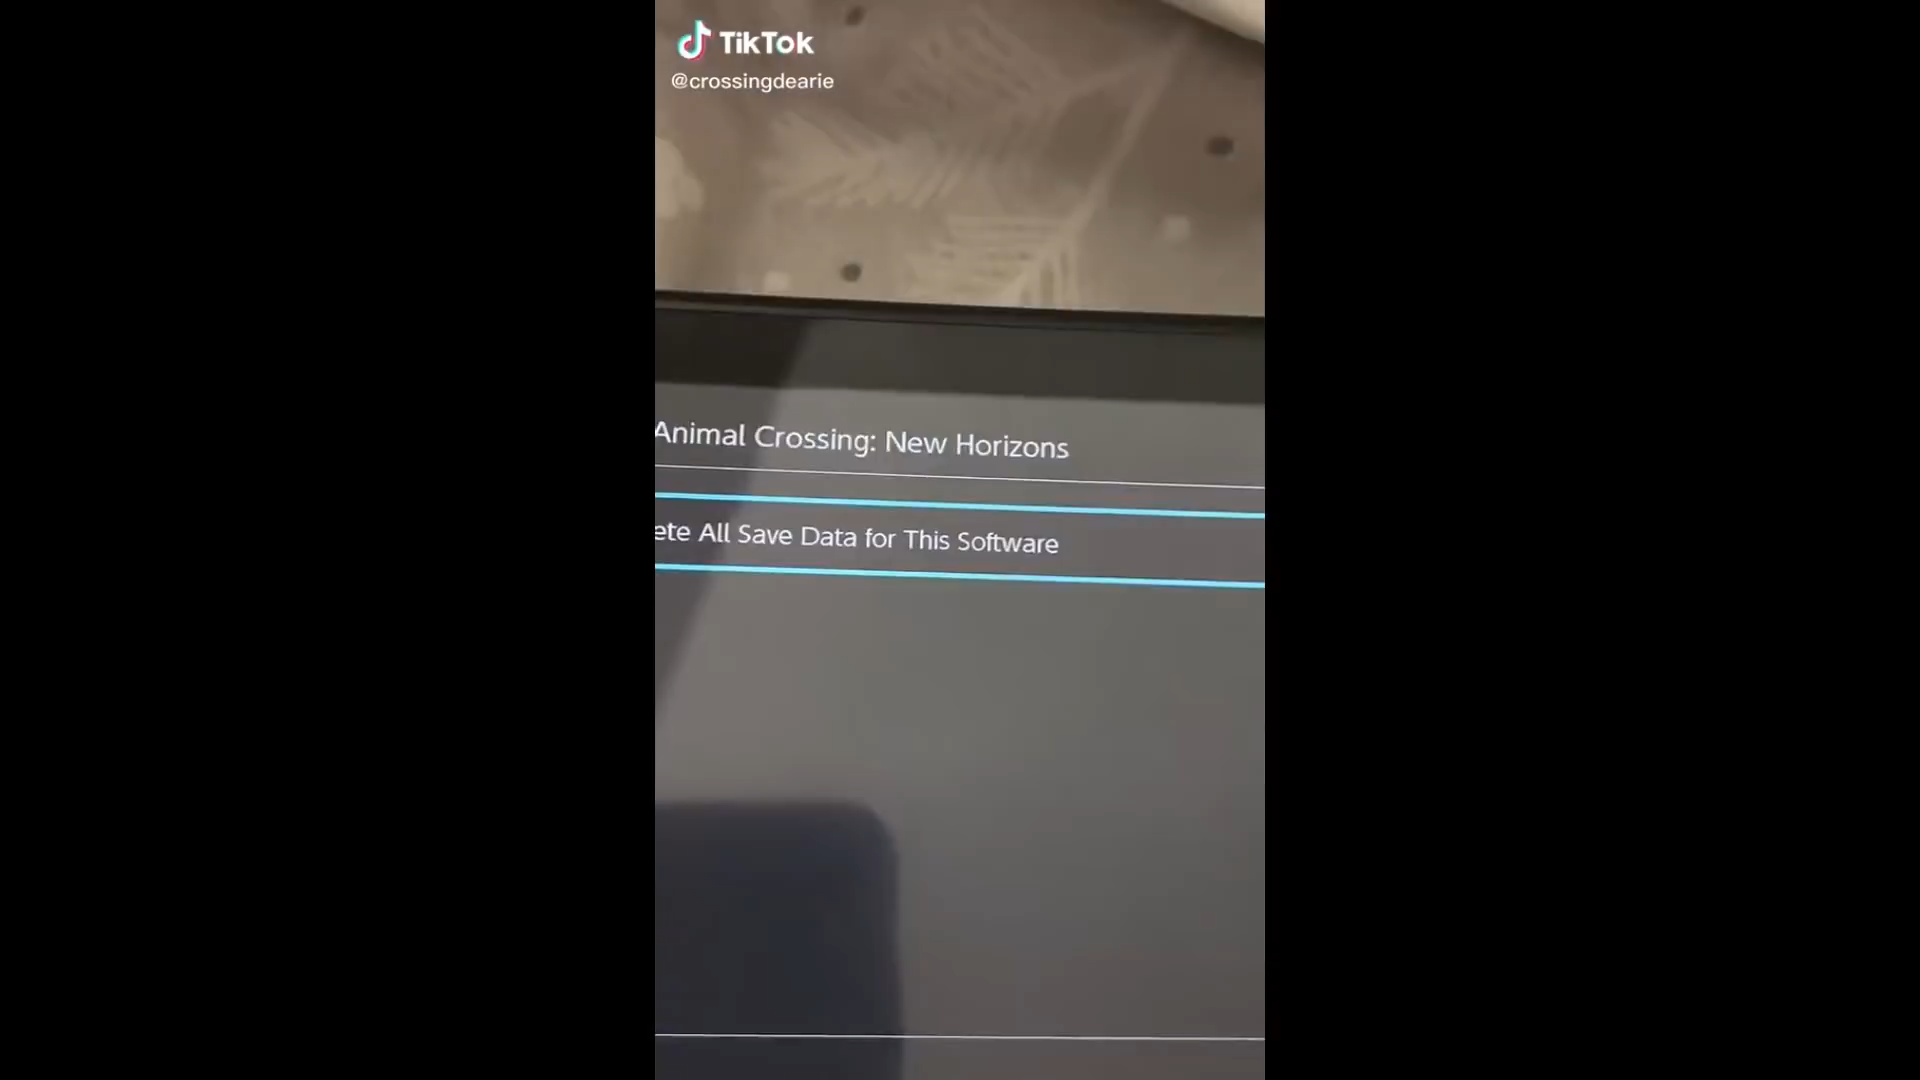 TikTok
@crossingdearie
Animal Crossing: New Horizons
ete All Save Data for This Software